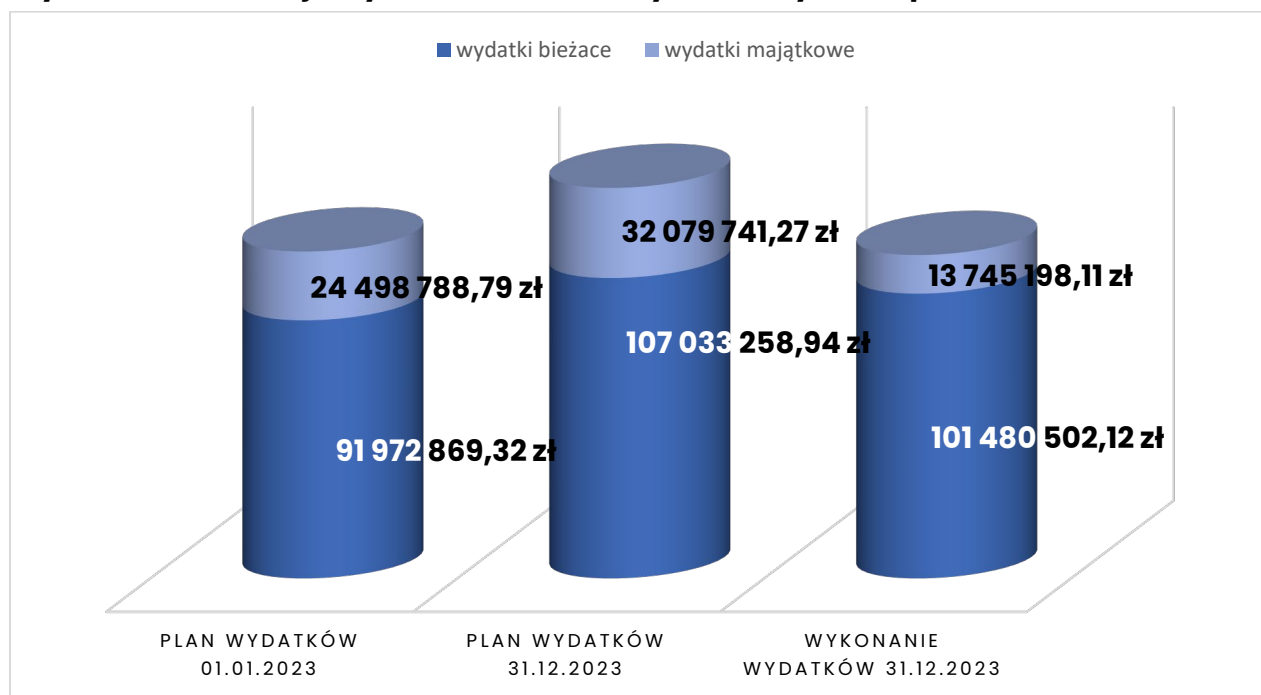 wydatki bieżace wydatki majątkowe
32 079 741,27 zł
24 498 788,79 zł
13 745 198,11 zł
107 033 258,94 zł
91 972 869,32 zł
101 480 502,12 zł
PLAN WYDATKÓW 01.01.2023
PLAN WYDATKÓW 31.12.2023
WYKONANIE WYDATKÓW 31.12.2023